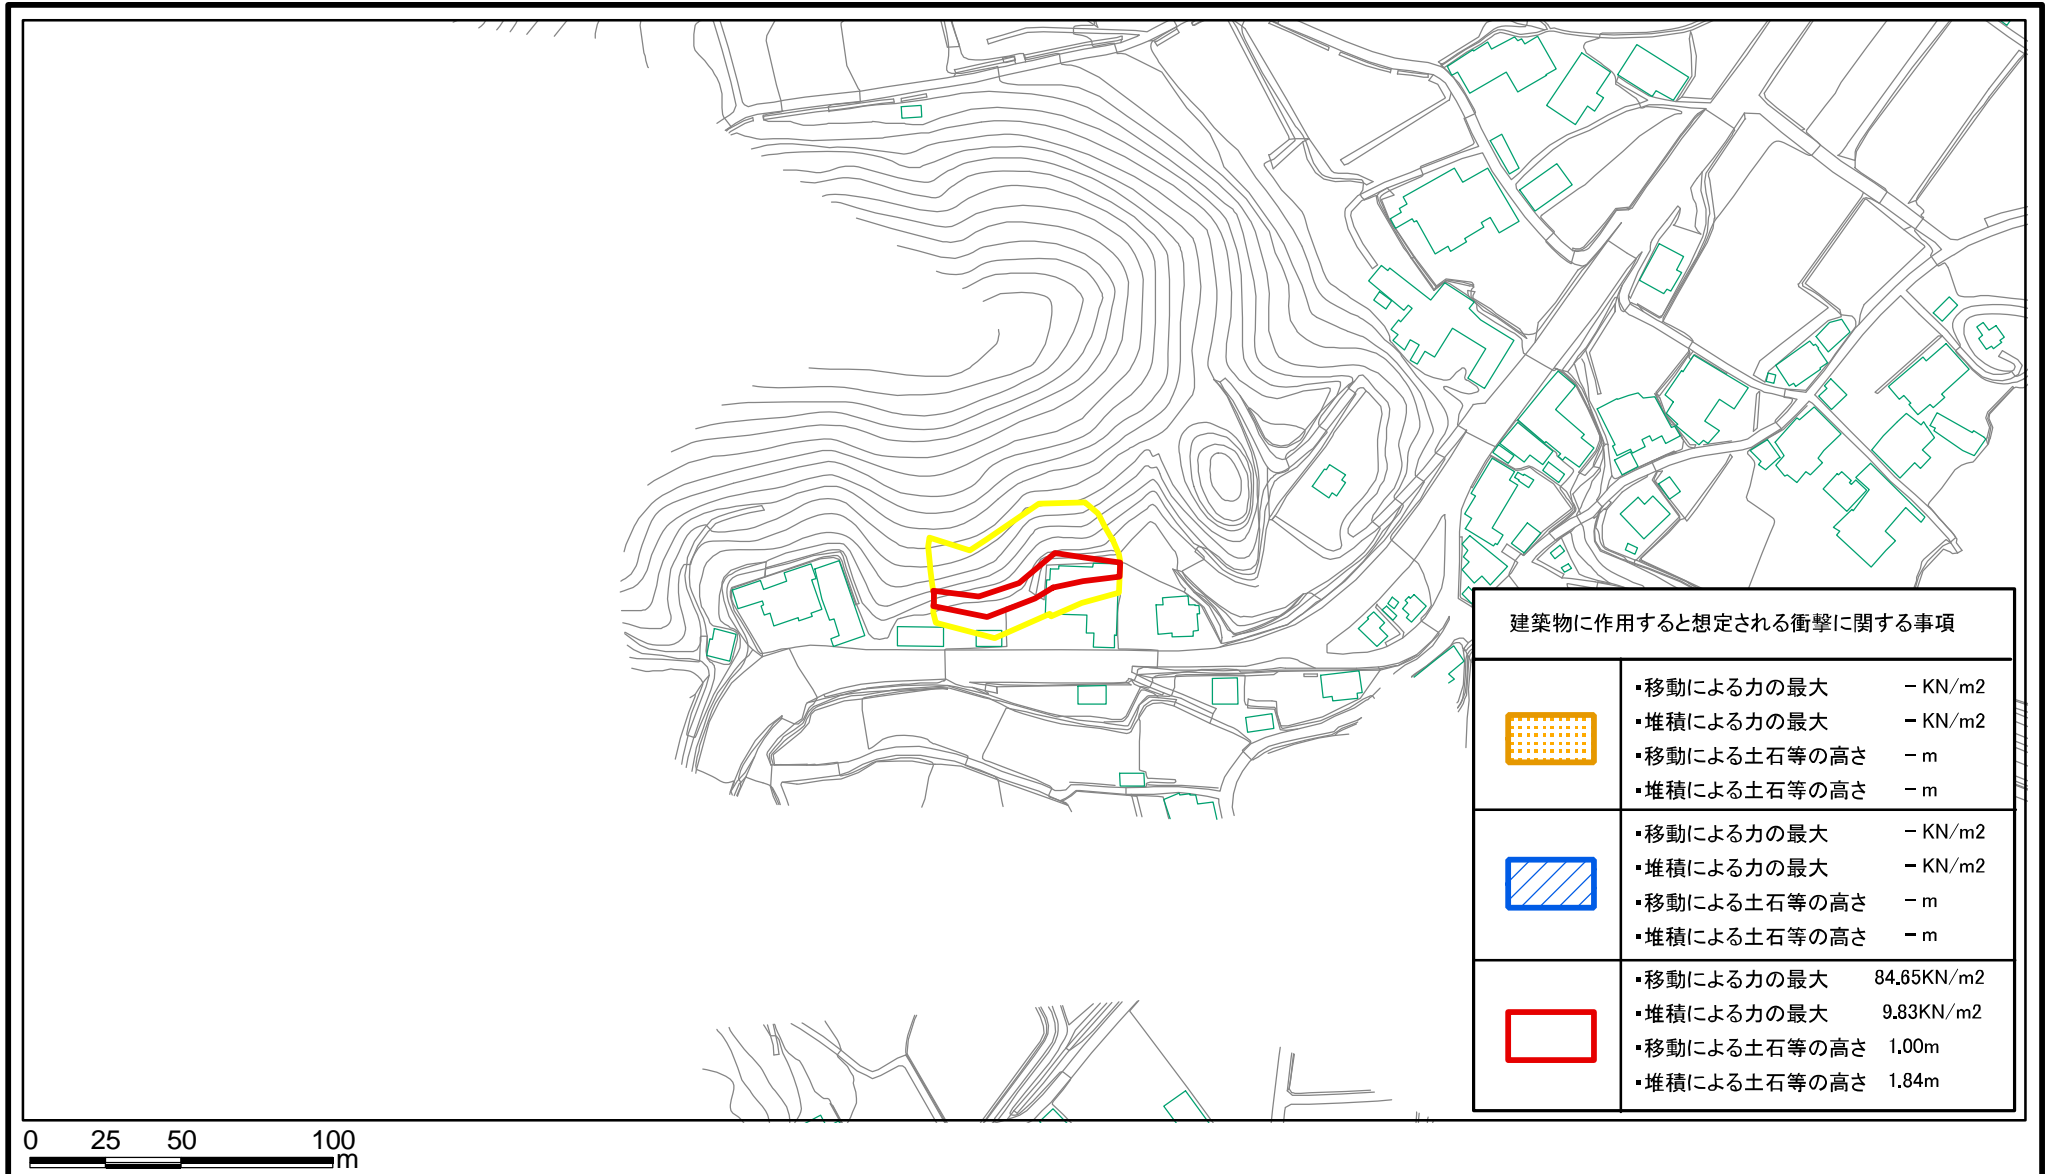 建築物に作用すると想定される衝撃に関する事項
▪移動による力の最大 − KN/m2
▪堆積による力の最大 − KN/m2
▪移動による土石等の高さ − m
▪堆積による土石等の高さ − m
▪移動による力の最大 − KN/m2
▪堆積による力の最大 − KN/m2
▪移動による土石等の高さ − m
▪堆積による土石等の高さ − m
▪移動による力の最大 84.65KN/m2
▪堆積による力の最大 9.83KN/m2
▪移動による土石等の高さ 1.00m
▪堆積による土石等の高さ 1.84m
0 25 50 100
m